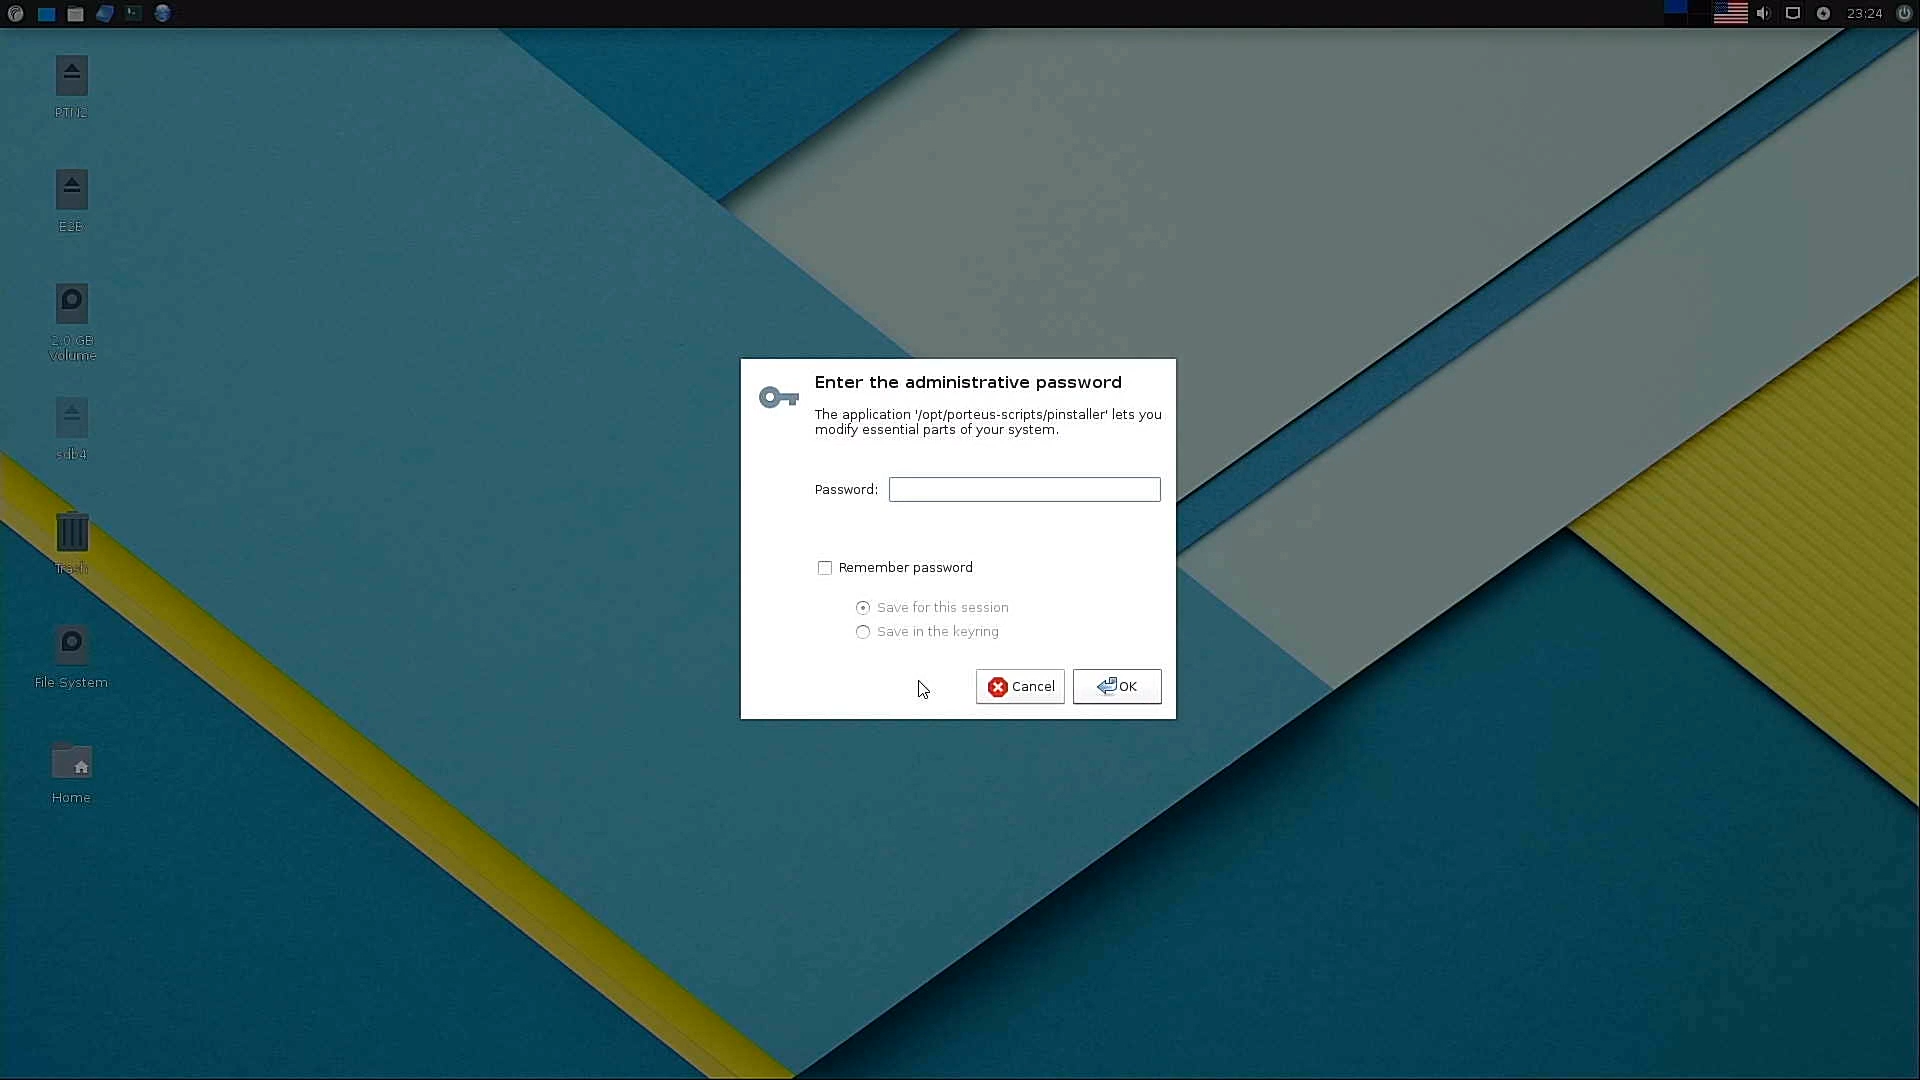 23:24
PTN2
E2B
2.0 GB
Volume
sdb4
Trash
File System
Home
Enter the administrative password
The application '/opt/porteus-scripts/pinstaller' lets you
modify essential parts of your system.
Password:
Remember password
Save for this session
Save in the keyring
Cancel
OK